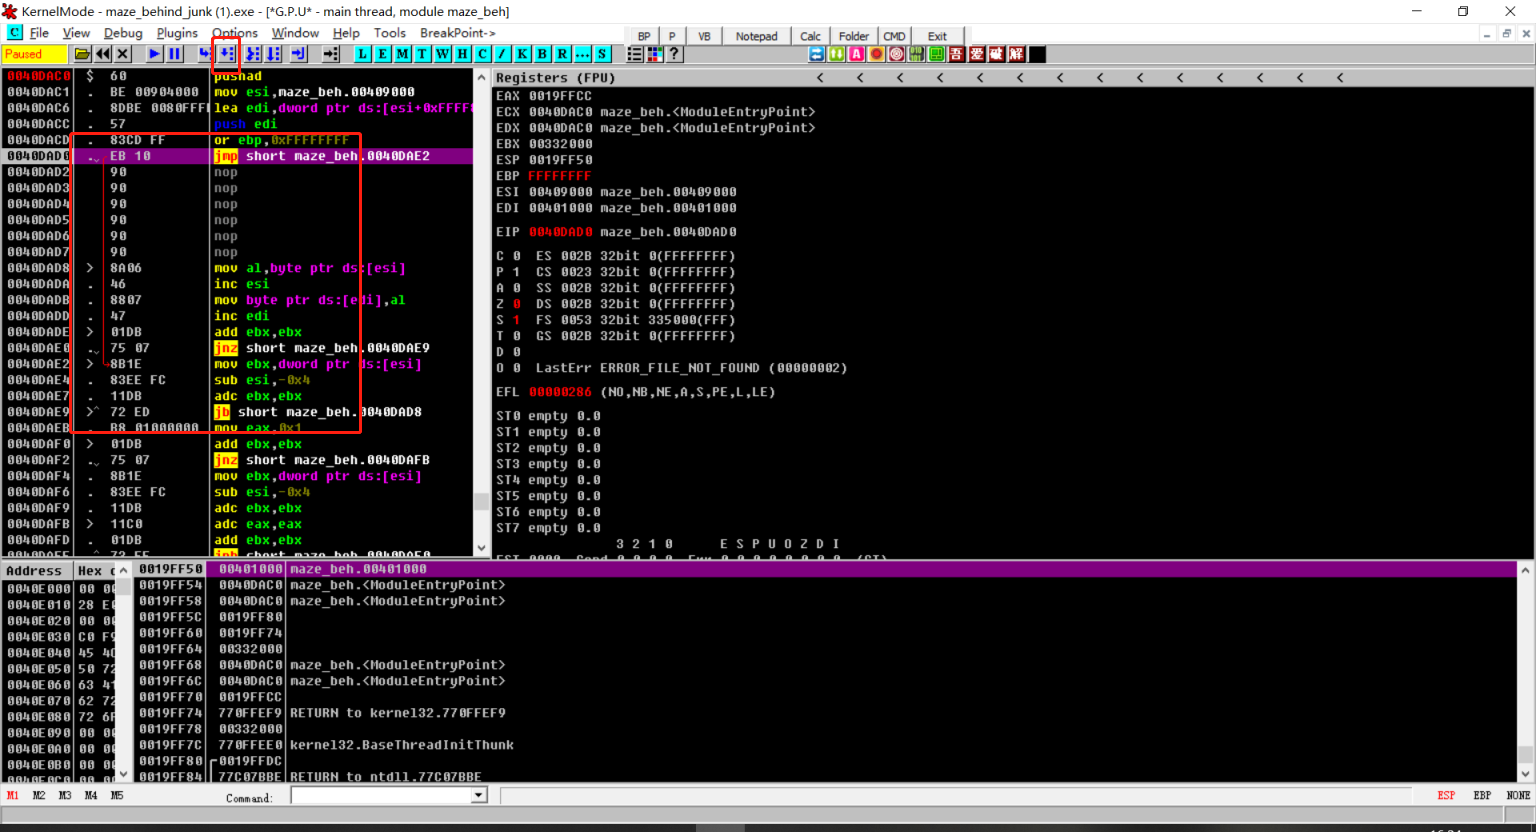 KernelMode - maze_behind_junk (1).exe - [*G.P.U* - main thread, module maze_beh]
C File View Debug Plugins Options Window Help Tools BreakPoint->
BP P VB Notepad Calc Folder CMD Exit
Paused
L E M T W H C / K B R ... S
? A 吾 爱 破 解
0040DAC0 $ 60 pushad
0040DAC1 . BE 00904000 mov esi,maze_beh.00409000
0040DAC6 . 8DBE 0080FFF lea edi,dword ptr ds:[esi+0xFFFF
0040DACC . 57 push edi
0040DACD . 83CD FF or ebp,0xFFFFFFFF
0040DAD0 . EB 10 jmp short maze_beh.0040DAE2
0040DAD2 90 nop
0040DAD3 90 nop
0040DAD4 90 nop
0040DAD5 90 nop
0040DAD6 90 nop
0040DAD7 90 nop
0040DAD8 > 8A06 mov al,byte ptr ds:[esi]
0040DADA . 46 inc esi
0040DADB . 8807 mov byte ptr ds:[edi],al
0040DADD . 47 inc edi
0040DADE > 01DB add ebx,ebx
0040DAE0 . 75 07 jnz short maze_beh.0040DAE9
0040DAE2 > 8B1E mov ebx,dword ptr ds:[esi]
0040DAE4 . 83EE FC sub esi,-0x4
0040DAE7 . 11DB adc ebx,ebx
0040DAE9 >^ 72 ED jb short maze_beh.0040DAD8
0040DAEB . B8 01000000 mov eax,0x1
0040DAF0 > 01DB add ebx,ebx
0040DAF2 . 75 07 jnz short maze_beh.0040DAFB
0040DAF4 . 8B1E mov ebx,dword ptr ds:[esi]
0040DAF6 . 83EE FC sub esi,-0x4
0040DAF9 . 11DB adc ebx,ebx
0040DAFB > 11C0 adc eax,eax
0040DAFD . 01DB add ebx,ebx
0040DAFF .^ 73 EF jnb short maze_beh.0040DAF0
Registers (FPU) < < < < < < < < < < < < < <
EAX 0019FFCC
ECX 0040DAC0 maze_beh.<ModuleEntryPoint>
EDX 0040DAC0 maze_beh.<ModuleEntryPoint>
EBX 00332000
ESP 0019FF50
EBP FFFFFFFF
ESI 00409000 maze_beh.00409000
EDI 00401000 maze_beh.00401000
EIP 0040DAD0 maze_beh.0040DAD0
C 0 ES 002B 32bit 0(FFFFFFFF)
P 1 CS 0023 32bit 0(FFFFFFFF)
A 0 SS 002B 32bit 0(FFFFFFFF)
Z 0 DS 002B 32bit 0(FFFFFFFF)
S 1 FS 0053 32bit 335000(FFF)
T 0 GS 002B 32bit 0(FFFFFFFF)
D 0
O 0 LastErr ERROR_FILE_NOT_FOUND (00000002)
EFL 00000286 (NO,NB,NE,A,S,PE,L,LE)
ST0 empty 0.0
ST1 empty 0.0
ST2 empty 0.0
ST3 empty 0.0
ST4 empty 0.0
ST5 empty 0.0
ST6 empty 0.0
ST7 empty 0.0
3 2 1 0 E S P U O Z D I
Address Hex
0040E000 00 00
0040E010 28 E0
0040E020 00 00
0040E030 C0 F9
0040E040 45 4C
0040E050 50 72
0040E060 63 41
0040E070 62 72
0040E080 72 6F
0040E090 00 00
0040E0A0 00 00
0040E0B0 00 00
0040E0C0 00 00
0019FF50 00401000 maze_beh.00401000
0019FF54 0040DAC0 maze_beh.<ModuleEntryPoint>
0019FF58 0040DAC0 maze_beh.<ModuleEntryPoint>
0019FF5C 0019FF80
0019FF60 0019FF74
0019FF64 00332000
0019FF68 0040DAC0 maze_beh.<ModuleEntryPoint>
0019FF6C 0040DAC0 maze_beh.<ModuleEntryPoint>
0019FF70 0019FFCC
0019FF74 770FFEF9 RETURN to kernel32.770FFEF9
0019FF78 00332000
0019FF7C 770FFEE0 kernel32.BaseThreadInitThunk
0019FF80 0019FFDC
0019FF84 77C07BBE RETURN to ntdll.77C07BBE
M1 M2 M3 M4 M5 Command: ESP EBP NONE